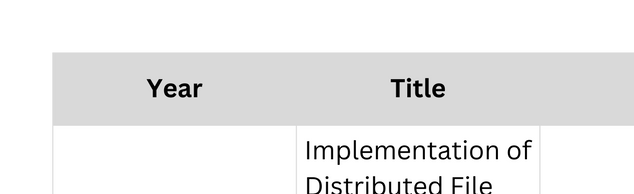 Year Title
Implementation of
Distributed File